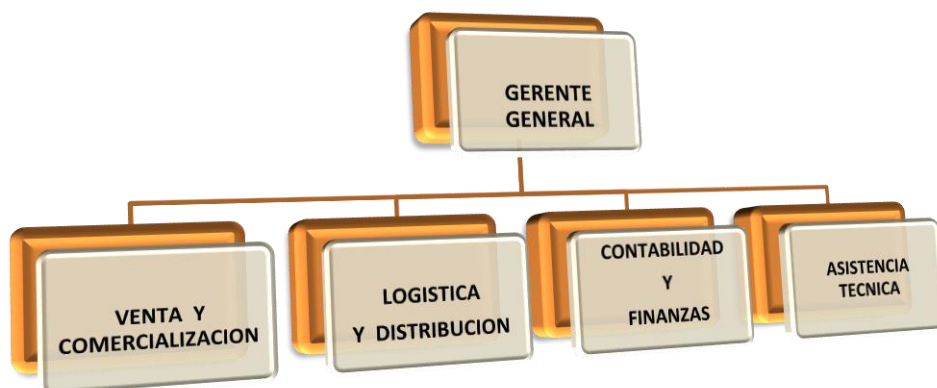 GERENTE
GENERAL
VENTA Y
COMERCIALIZACION
LOGISTICA
Y DISTRIBUCION
CONTABILIDAD
Y
FINANZAS
ASISTENCIA
TECNICA